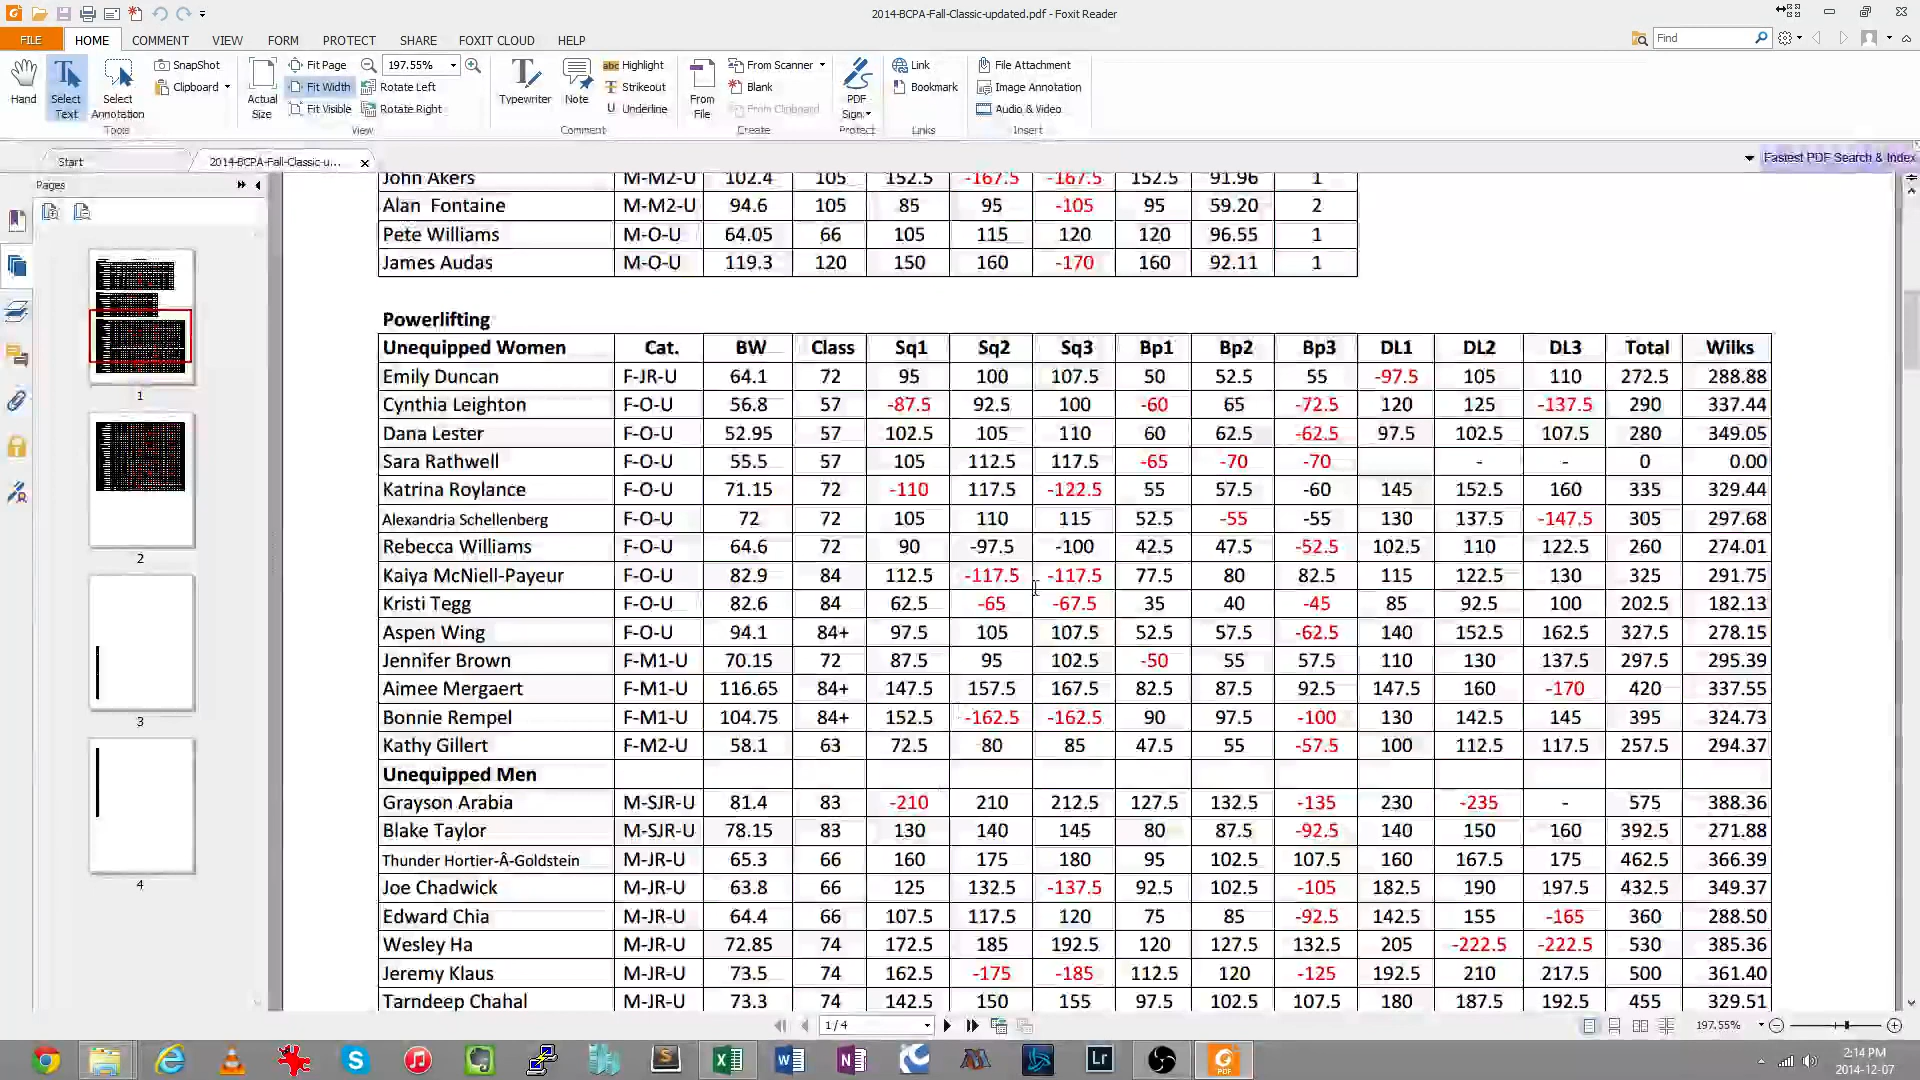 2014-BCPA-Fall-Classic-updated.pdf - Foxit Reader
FILE HOME COMMENT VIEW FORM PROTECT SHARE FOXIT CLOUD HELP Find
Hand Select Text Select Annotation SnapShot Clipboard Tools
Actual Size Fit Page Fit Width Fit Visible 197.55% Rotate Left Rotate Right View
Typewriter Note Highlight Strikeout Underline Comment
From File From Scanner Blank From Clipboard Create
PDF Sign Protect
Link Bookmark Links
File Attachment Image Annotation Audio & Video Insert
Start 2014-BCPA-Fall-Classic-u... Fastest PDF Search & Index
Pages
1
2
3
4
John Akers M-M2-U 102.4 105 152.5 -167.5 -167.5 152.5 91.96 1
Alan Fontaine M-M2-U 94.6 105 85 95 -105 95 59.20 2
Pete Williams M-O-U 64.05 66 105 115 120 120 96.55 1
James Audas M-O-U 119.3 120 150 160 -170 160 92.11 1
Powerlifting
Unequipped Women Cat. BW Class Sq1 Sq2 Sq3 Bp1 Bp2 Bp3 DL1 DL2 DL3 Total Wilks
Emily Duncan F-JR-U 64.1 72 95 100 107.5 50 52.5 55 -97.5 105 110 272.5 288.88
Cynthia Leighton F-O-U 56.8 57 -87.5 92.5 100 -60 65 -72.5 120 125 -137.5 290 337.44
Dana Lester F-O-U 52.95 57 102.5 105 110 60 62.5 -62.5 97.5 102.5 107.5 280 349.05
Sara Rathwell F-O-U 55.5 57 105 112.5 117.5 -65 -70 -70 - - 0 0.00
Katrina Roylance F-O-U 71.15 72 -110 117.5 -122.5 55 57.5 -60 145 152.5 160 335 329.44
Alexandria Schellenberg F-O-U 72 72 105 110 115 52.5 -55 -55 130 137.5 -147.5 305 297.68
Rebecca Williams F-O-U 64.6 72 90 -97.5 -100 42.5 47.5 -52.5 102.5 110 122.5 260 274.01
Kaiya McNiell-Payeur F-O-U 82.9 84 112.5 -117.5 -117.5 77.5 80 82.5 115 122.5 130 325 291.75
Kristi Tegg F-O-U 82.6 84 62.5 -65 -67.5 35 40 -45 85 92.5 100 202.5 182.13
Aspen Wing F-O-U 94.1 84+ 97.5 105 107.5 52.5 57.5 -62.5 140 152.5 162.5 327.5 278.15
Jennifer Brown F-M1-U 70.15 72 87.5 95 102.5 -50 55 57.5 110 130 137.5 297.5 295.39
Aimee Mergaert F-M1-U 116.65 84+ 147.5 157.5 167.5 82.5 87.5 92.5 147.5 160 -170 420 337.55
Bonnie Rempel F-M1-U 104.75 84+ 152.5 -162.5 -162.5 90 97.5 -100 130 142.5 145 395 324.73
Kathy Gillert F-M2-U 58.1 63 72.5 80 85 47.5 55 -57.5 100 112.5 117.5 257.5 294.37
Unequipped Men
Grayson Arabia M-SJR-U 81.4 83 -210 210 212.5 127.5 132.5 -135 230 -235 - 575 388.36
Blake Taylor M-SJR-U 78.15 83 130 140 145 80 87.5 -92.5 140 150 160 392.5 271.88
Thunder Hortier-Â-Goldstein M-JR-U 65.3 66 160 175 180 95 102.5 107.5 160 167.5 175 462.5 366.39
Joe Chadwick M-JR-U 63.8 66 125 132.5 -137.5 92.5 102.5 -105 182.5 190 197.5 432.5 349.37
Edward Chia M-JR-U 64.4 66 107.5 117.5 120 75 85 -92.5 142.5 155 -165 360 288.50
Wesley Ha M-JR-U 72.85 74 172.5 185 192.5 120 127.5 132.5 205 -222.5 -222.5 530 385.36
Jeremy Klaus M-JR-U 73.5 74 162.5 -175 -185 112.5 120 -125 192.5 210 217.5 500 361.40
Tarndeep Chahal M-JR-U 73.3 74 142.5 150 155 97.5 102.5 107.5 180 187.5 192.5 455 329.51
1 / 4 197.55%
2:14 PM
2014-12-07